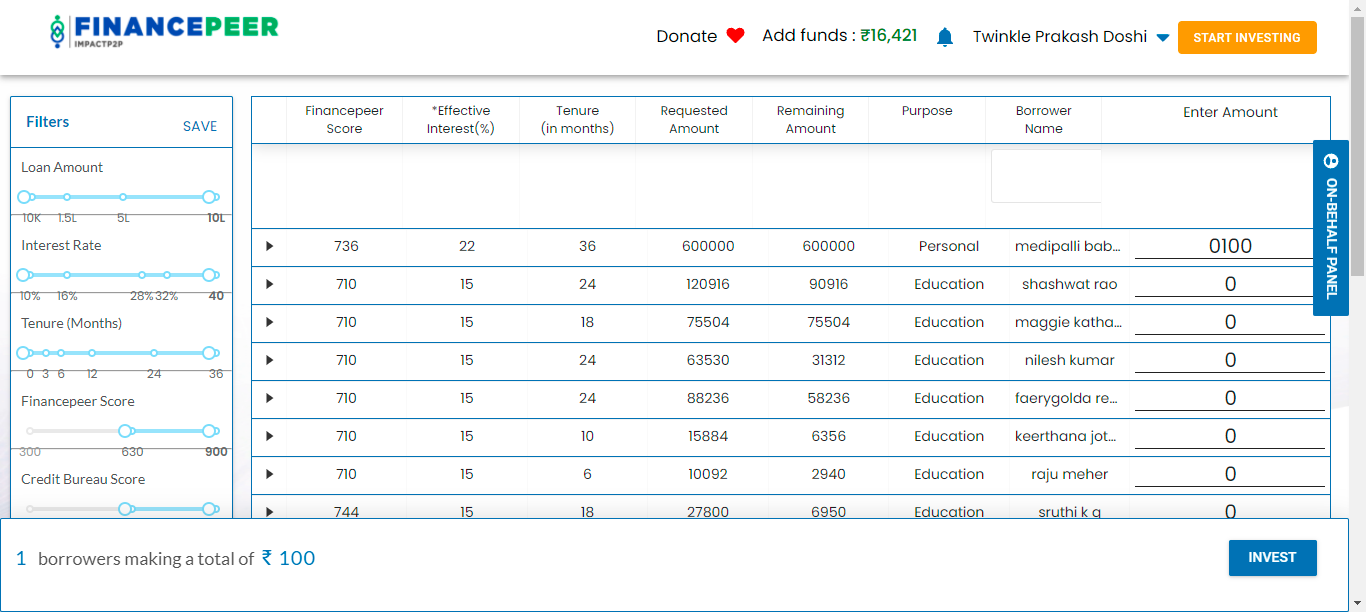 FINANCEPEER
IMPACTP2P
Donate
Add funds : ₹16,421
Twinkle Prakash Doshi
START INVESTING
Filters
SAVE
Loan Amount
10K 1.5L 5L 10L
Interest Rate
10% 16% 28% 32% 40
Tenure (Months)
0 3 6 12 24 36
Financepeer Score
300 630 900
Credit Bureau Score
Financepeer Score *Effective Interest(%) Tenure (in months) Requested Amount Remaining Amount Purpose Borrower Name Enter Amount
736 22 36 600000 600000 Personal medipalli bab... 0100
710 15 24 120916 90916 Education shashwat rao 0
710 15 18 75504 75504 Education maggie katha... 0
710 15 24 63530 31312 Education nilesh kumar 0
710 15 24 88236 58236 Education faerygolda re... 0
710 15 10 15884 6356 Education keerthana jot... 0
710 15 6 10092 2940 Education raju meher 0
744 15 18 27800 6950 Education sruthi k g 0
ON-BEHALF PANEL
1 borrowers making a total of ₹ 100
INVEST